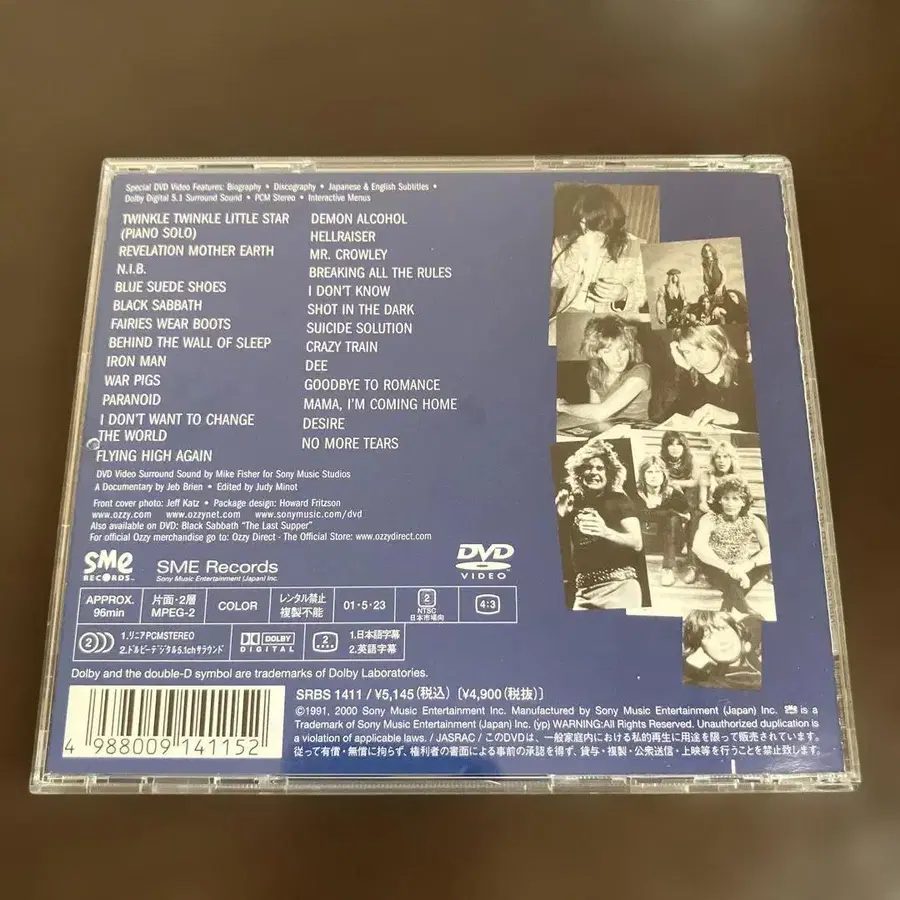 Special DVD Video Features: Biography • Discography • Japanese & English Subtitles •
Dolby Digital 5.1 Surround Sound • PCM Stereo • Interactive Menus
TWINKLE TWINKLE LITTLE STAR
(PIANO SOLO)
REVELATION MOTHER EARTH
N.I.B.
BLUE SUEDE SHOES
BLACK SABBATH
FAIRIES WEAR BOOTS
BEHIND THE WALL OF SLEEP
IRON MAN
WAR PIGS
PARANOID
I DON'T WANT TO CHANGE
THE WORLD
FLYING HIGH AGAIN
DEMON ALCOHOL
HELLRAISER
MR. CROWLEY
BREAKING ALL THE RULES
I DON'T KNOW
SHOT IN THE DARK
SUICIDE SOLUTION
CRAZY TRAIN
DEE
GOODBYE TO ROMANCE
MAMA, I'M COMING HOME
DESIRE
NO MORE TEARS
DVD Video Surround Sound by Mike Fisher for Sony Music Studios
A Documentary by Jeb Brien • Edited by Judy Minot
Front cover photo: Jeff Katz • Package design: Howard Fritzson
www.ozzy.com www.ozzynet.com www.sonymusic.com/dvd
Also available on DVD: Black Sabbath "The Last Supper"
For official Ozzy merchandise go to: Ozzy Direct - The Official Store: www.ozzydirect.com
sme RECORDS™
SME Records
Sony Music Entertainment (Japan) Inc.
DVD VIDEO
APPROX. 96min
片面・2層 MPEG-2
COLOR
レンタル禁止 複製不能
01・5・23
2 NTSC 日本市場向
4:3
2
1.リニアPCMSTEREO
2.ドルビーデジタル5.1chサラウンド
DOLBY DIGITAL
2
1.日本語字幕
2.英語字幕
Dolby and the double-D symbol are trademarks of Dolby Laboratories.
4 988009 141152
SRBS 1411 / ¥5,145(税込)〔¥4,900(税抜)〕
©1991, 2000 Sony Music Entertainment Inc. Manufactured by Sony Music Entertainment (Japan) Inc. sme is a
Trademark of Sony Music Entertainment (Japan) Inc. (yp) WARNING:All Rights Reserved. Unauthorized duplication is
a violation of applicable laws. / JASRAC / このDVDは、一般家庭内における私的再生に用途を限って販売されています。
従って有償・無償に拘らず、権利者の書面による事前の承認を得ず、貸与・複製・公衆送信・上映等を行うことを禁止致します。